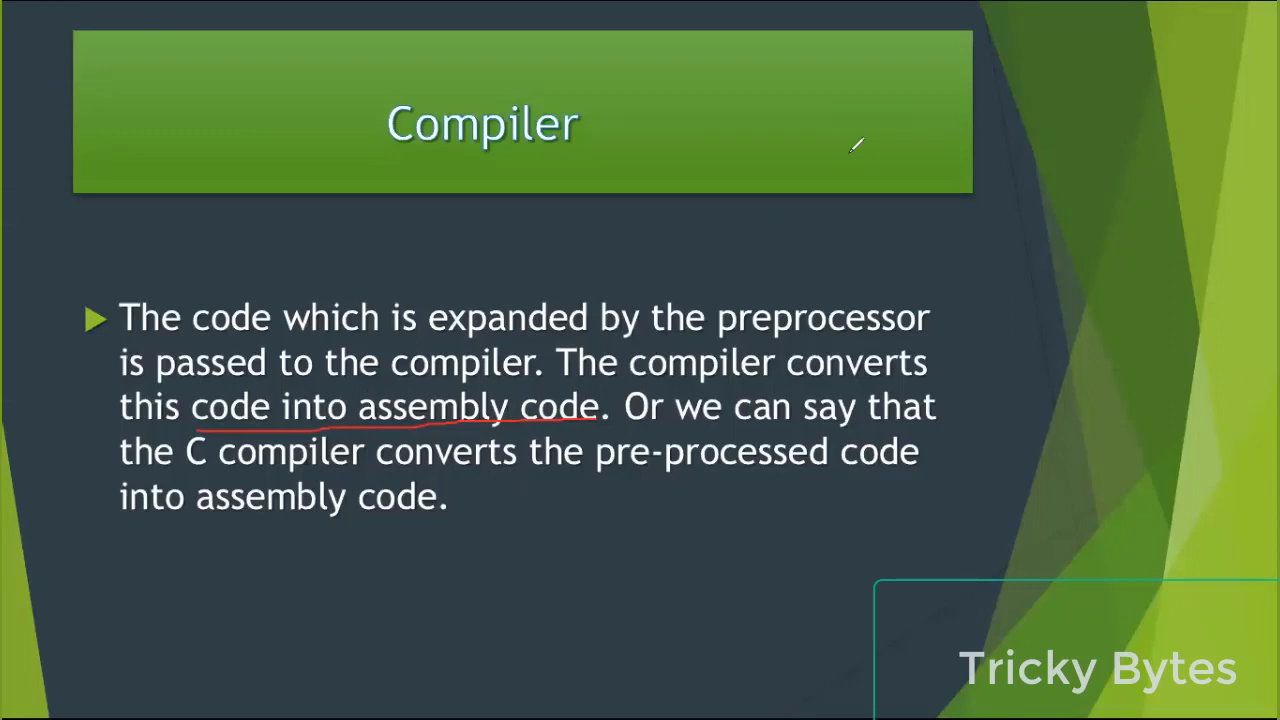 Compiler
The code which is expanded by the preprocessor
is passed to the compiler. The compiler converts
this code into assembly code. Or we can say that
the C compiler converts the pre-processed code
into assembly code.
Tricky Bytes